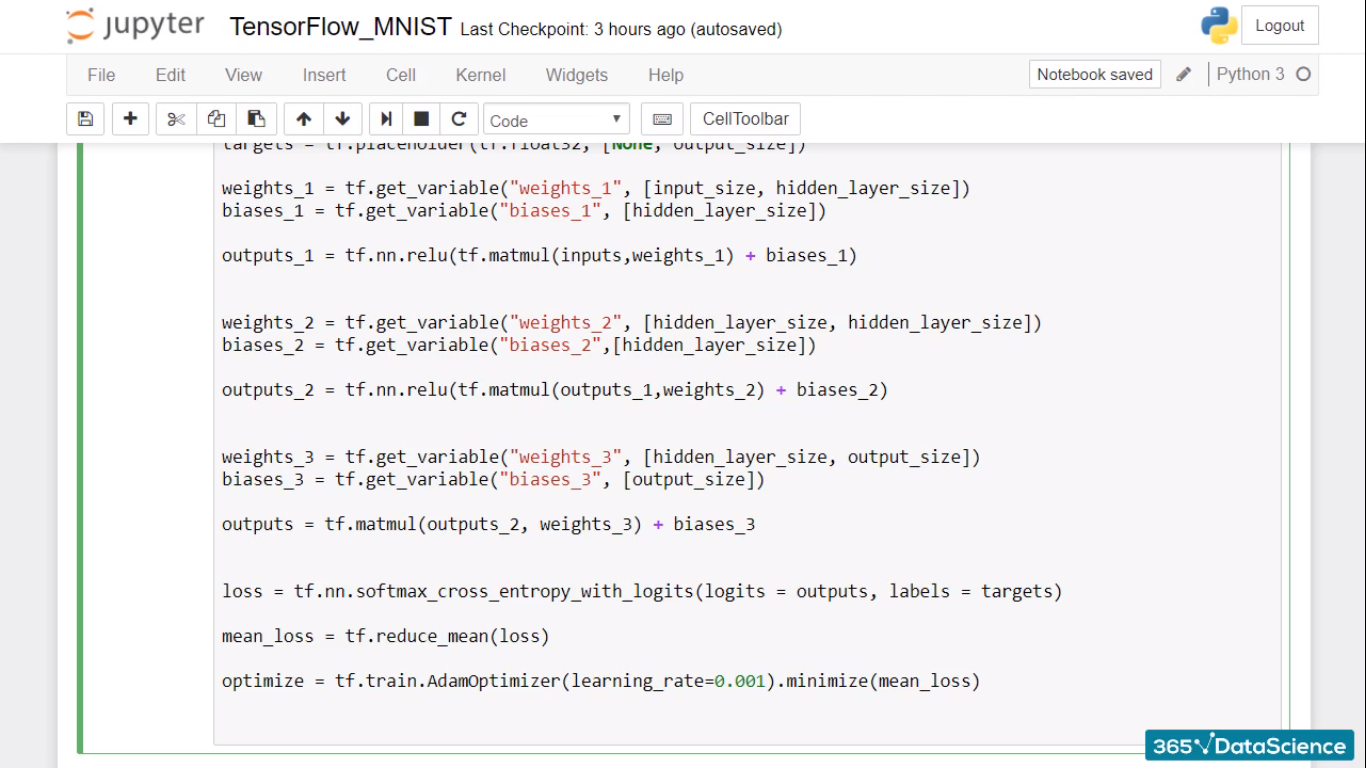 jupyter TensorFlow_MNIST Last Checkpoint: 3 hours ago (autosaved) Logout
File Edit View Insert Cell Kernel Widgets Help Notebook saved Python 3
Code CellToolbar
targets = tf.placeholder(tf.float32, [None, output_size])
weights_1 = tf.get_variable("weights_1", [input_size, hidden_layer_size])
biases_1 = tf.get_variable("biases_1", [hidden_layer_size])
outputs_1 = tf.nn.relu(tf.matmul(inputs,weights_1) + biases_1)
weights_2 = tf.get_variable("weights_2", [hidden_layer_size, hidden_layer_size])
biases_2 = tf.get_variable("biases_2",[hidden_layer_size])
outputs_2 = tf.nn.relu(tf.matmul(outputs_1,weights_2) + biases_2)
weights_3 = tf.get_variable("weights_3", [hidden_layer_size, output_size])
biases_3 = tf.get_variable("biases_3", [output_size])
outputs = tf.matmul(outputs_2, weights_3) + biases_3
loss = tf.nn.softmax_cross_entropy_with_logits(logits = outputs, labels = targets)
mean_loss = tf.reduce_mean(loss)
optimize = tf.train.AdamOptimizer(learning_rate=0.001).minimize(mean_loss)
365 DataScience